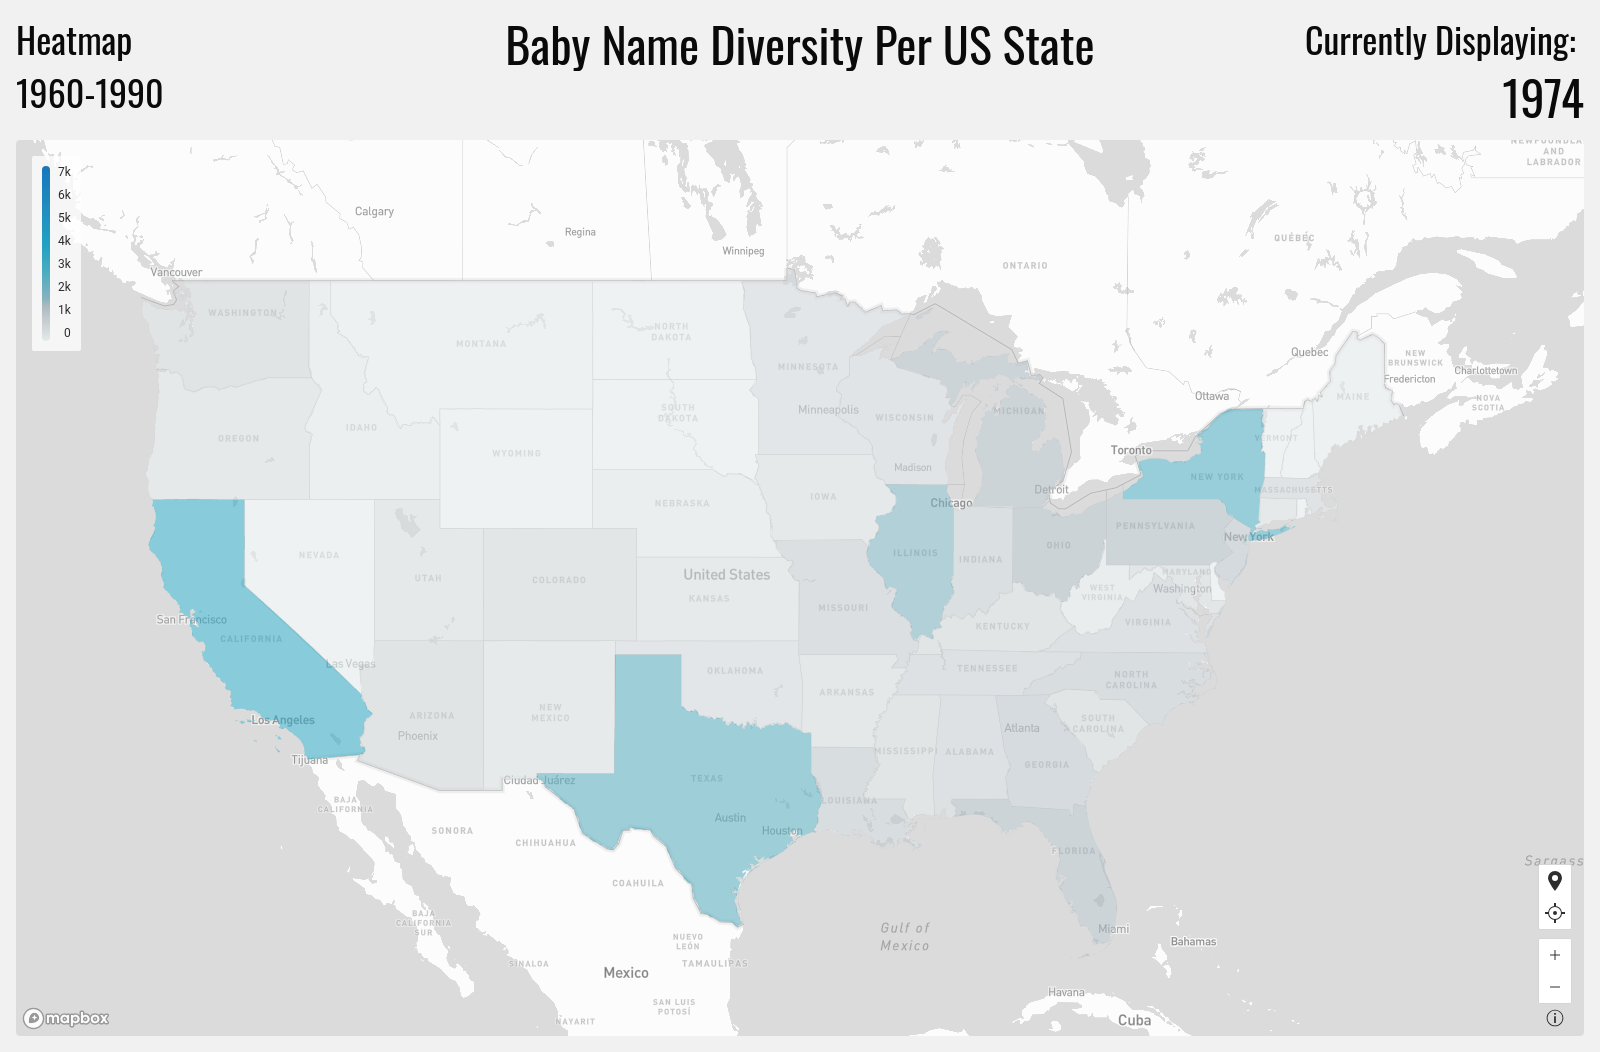 Heatmap
1960-1990
Baby Name Diversity Per US State
Currently Displaying:
1974
7k
6k
5k
4k
3k
2k
1k
0
Calgary
Regina
Winnipeg
Vancouver
ONTARIO
QUÉBEC
AND
LABRADOR
Quebec
NEW
BRUNSWICK
Fredericton
Charlottetown
NOVA
SCOTIA
Ottawa
Toronto
WASHINGTON
MONTANA
NORTH
DAKOTA
MINNESOTA
SOUTH
DAKOTA
Minneapolis
WISCONSIN
MICHIGAN
MAINE
VERMONT
OREGON
IDAHO
WYOMING
Madison
Detroit
NEW YORK
MASSACHUSETTS
NEBRASKA
IOWA
Chicago
PENNSYLVANIA
New York
NEVADA
UTAH
COLORADO
United States
KANSAS
ILLINOIS
INDIANA
OHIO
MARYLAND
WEST
VIRGINIA
Washington
San Francisco
CALIFORNIA
MISSOURI
KENTUCKY
VIRGINIA
Las Vegas
OKLAHOMA
TENNESSEE
NORTH
CAROLINA
Los Angeles
ARIZONA
Phoenix
NEW
MEXICO
ARKANSAS
Atlanta
SOUTH
CAROLINA
Tijuana
Ciudad Juárez
TEXAS
MISSISSIPPI
ALABAMA
GEORGIA
BAJA
CALIFORNIA
SONORA
CHIHUAHUA
Austin
Houston
LOUISIANA
FLORIDA
Sargass
COAHUILA
BAJA
CALIFORNIA
SUR
NUEVO
LEÓN
Gulf of
Mexico
Miami
Bahamas
SINALOA
Mexico
TAMAULIPAS
SAN LUIS
POTOSÍ
NAYARIT
Havana
Cuba
mapbox